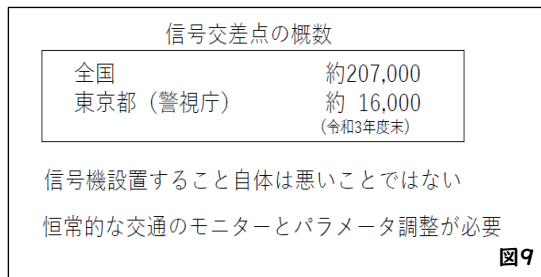 信号交差点の概数
全国 約207,000
東京都（警視庁） 約 16,000
(令和3年度末)
信号機設置すること自体は悪いことではない
恒常的な交通のモニターとパラメータ調整が必要
図9